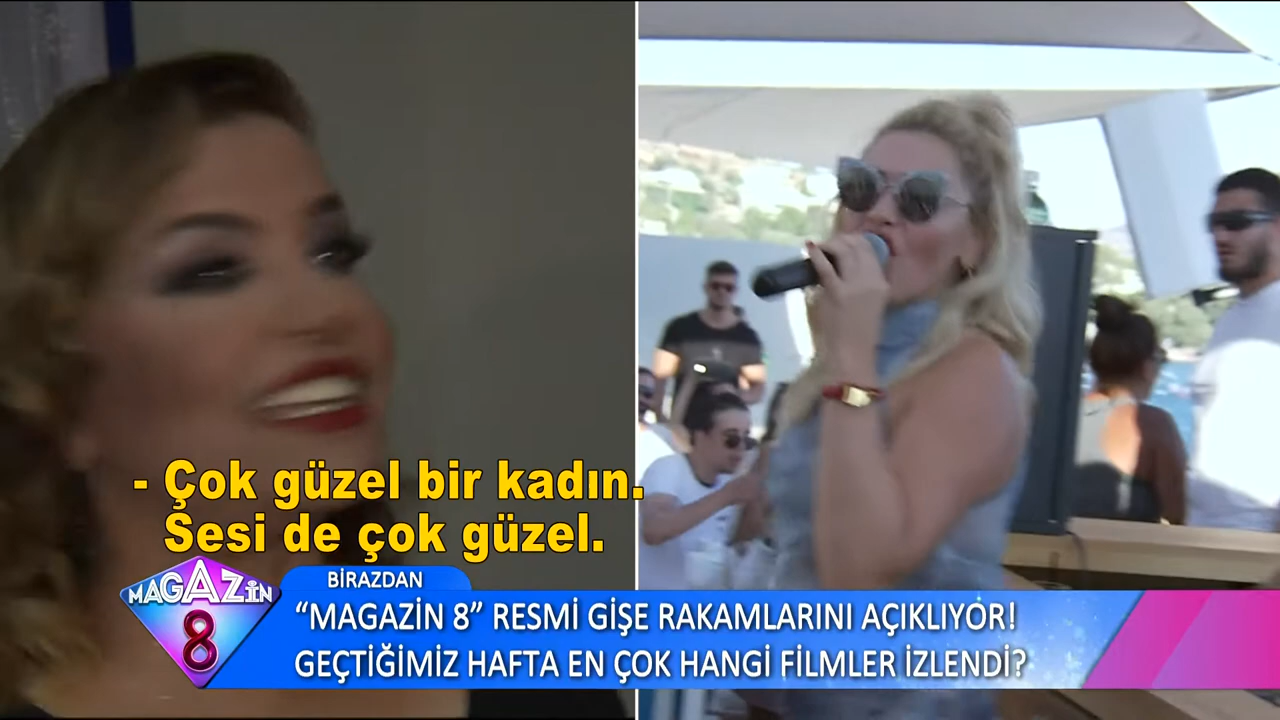 - Çok güzel bir kadın.
Sesi de çok güzel.
MAGAZİN
8
BİRAZDAN
“MAGAZİN 8” RESMİ GİŞE RAKAMLARINI AÇIKLIYOR!
GEÇTİĞİMİZ HAFTA EN ÇOK HANGİ FİLMLER İZLENDİ?